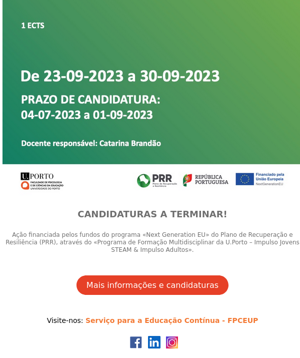 1 ECTS
De 23-09-2023 a 30-09-2023
PRAZO DE CANDIDATURA:
04-07-2023 a 01-09-2023
Docente responsável: Catarina Brandão
U.PORTO
FACULDADE DE PSICOLOGIA
E DE CIÊNCIAS DA EDUCAÇÃO
UNIVERSIDADE DO PORTO
PRR
Plano de Recuperação
e Resiliência
REPÚBLICA
PORTUGUESA
Financiado pela
União Europeia
NextGenerationEU
CANDIDATURAS A TERMINAR!
Ação financiada pelos fundos do programa «Next Generation EU» do Plano de Recuperação e
Resiliência (PRR), através do «Programa de Formação Multidisciplinar da U.Porto – Impulso Jovens
STEAM & Impulso Adultos».
Mais informações e candidaturas
Visite-nos: Serviço para a Educação Contínua - FPCEUP